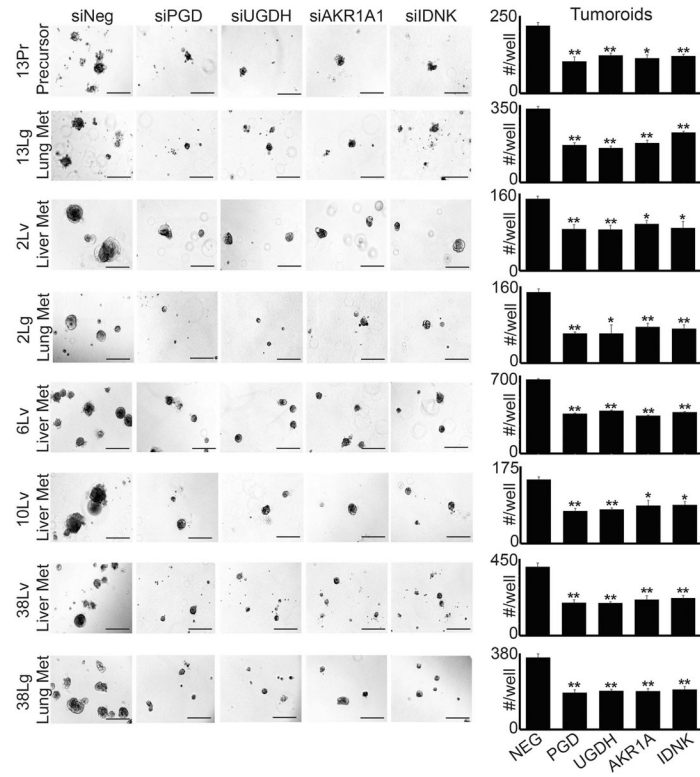 siNeg siPGD siUGDH siAKR1A1 siIDNK Tumoroids
13Pr
Precursor
250
#/well
0
** ** * **
13Lg
Lung Met
350
#/well
0
** ** ** **
2Lv
Liver Met
160
#/well
0
** ** * *
2Lg
Lung Met
160
#/well
0
** * ** **
6Lv
Liver Met
700
#/well
0
** ** ** **
10Lv
Liver Met
175
#/well
0
** ** * *
38Lv
Liver Met
450
#/well
0
** ** ** **
38Lg
Lung Met
380
#/well
0
** ** ** **
NEG PGD UGDH AKR1A IDNK